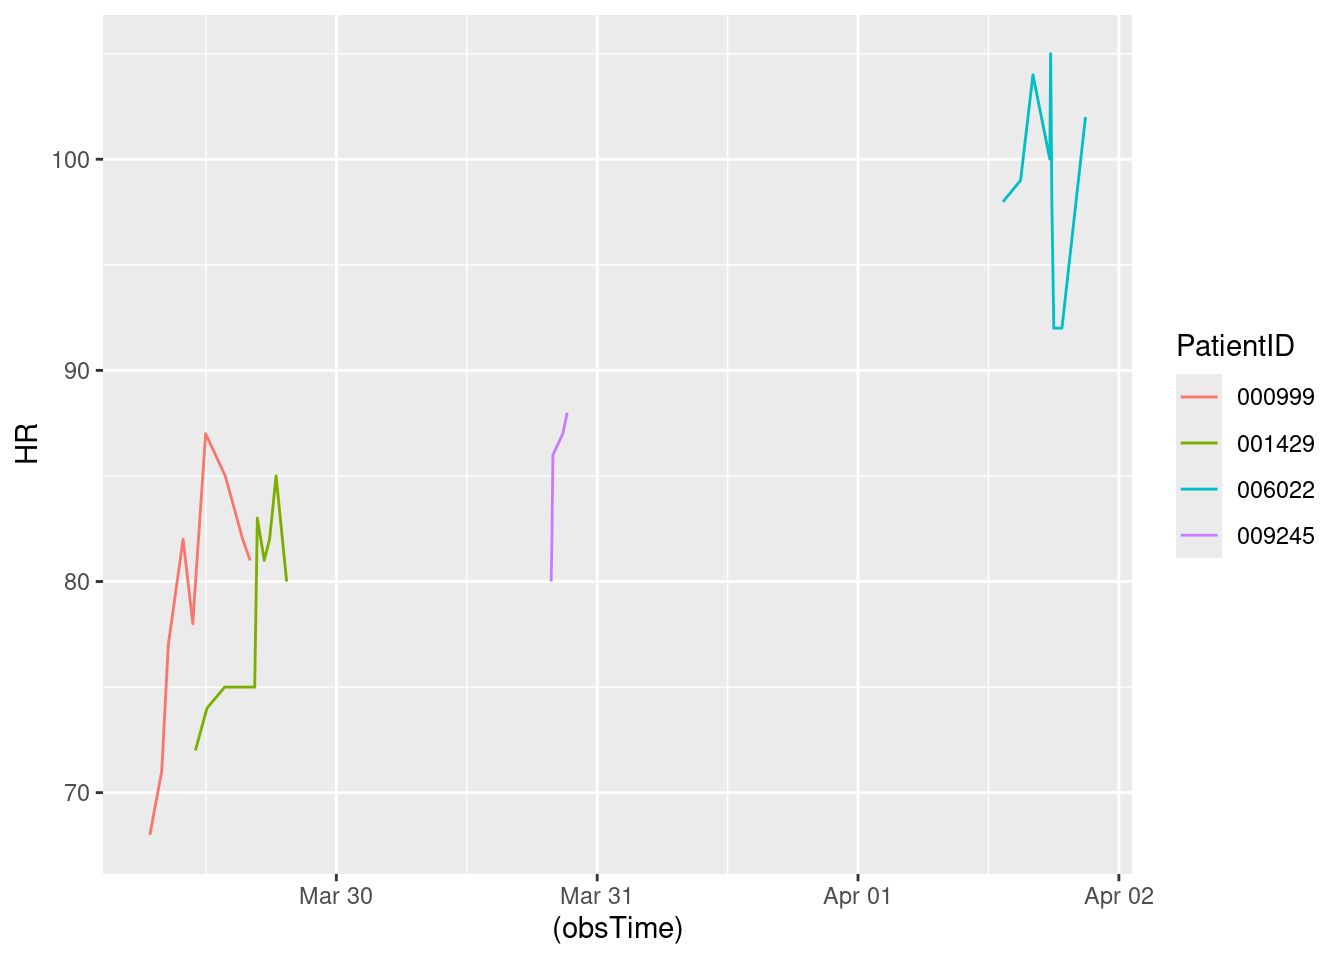 HR
100
90
80
70
Mar 30
Mar 31
Apr 01
Apr 02
(obsTime)
PatientID
000999
001429
006022
009245